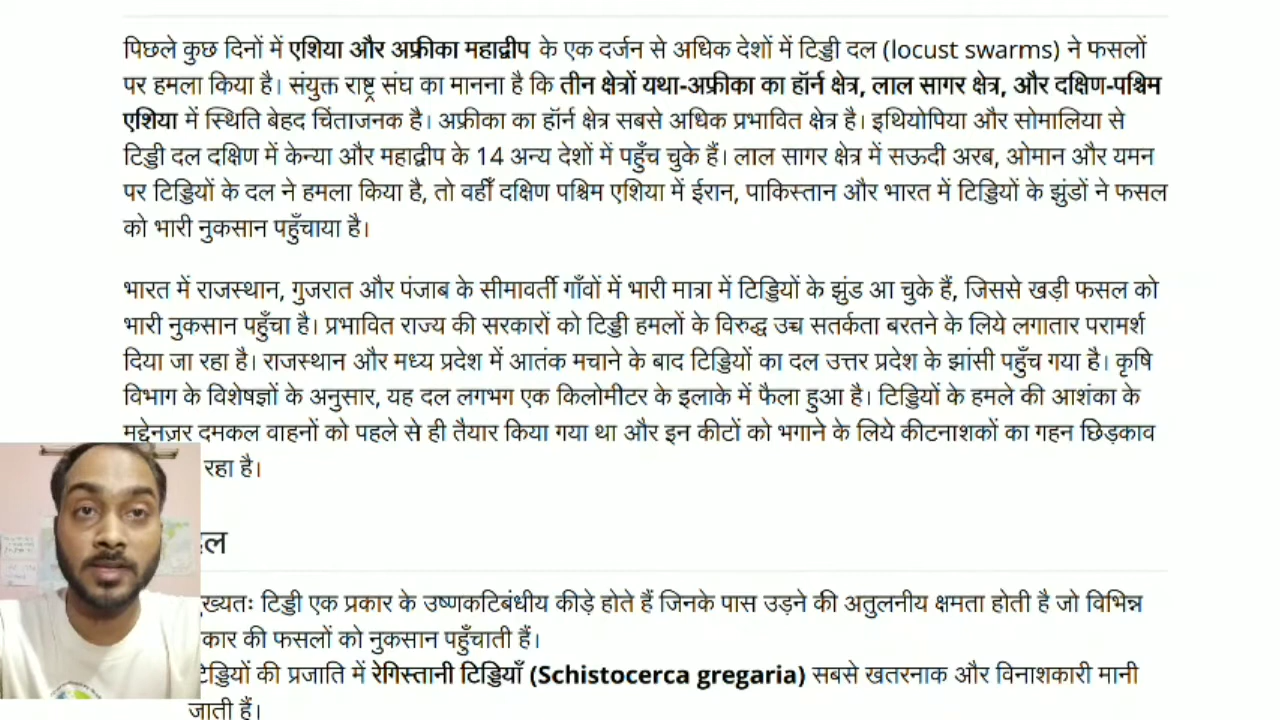 पिछले कुछ दिनों में एशिया और अफ्रीका महाद्वीप के एक दर्जन से अधिक देशों में टिड्डी दल (locust swarms) ने फसलों
पर हमला किया है। संयुक्त राष्ट्र संघ का मानना है कि तीन क्षेत्रों यथा-अफ्रीका का हॉर्न क्षेत्र, लाल सागर क्षेत्र, और दक्षिण-पश्चिम
एशिया में स्थिति बेहद चिंताजनक है। अफ्रीका का हॉर्न क्षेत्र सबसे अधिक प्रभावित क्षेत्र है। इथियोपिया और सोमालिया से
टिड्डी दल दक्षिण में केन्या और महाद्वीप के 14 अन्य देशों में पहुँच चुके हैं। लाल सागर क्षेत्र में सऊदी अरब, ओमान और यमन
पर टिड्डियों के दल ने हमला किया है, तो वहीँ दक्षिण पश्चिम एशिया में ईरान, पाकिस्तान और भारत में टिड्डियों के झुंडों ने फसल
को भारी नुकसान पहुँचाया है।
भारत में राजस्थान, गुजरात और पंजाब के सीमावर्ती गाँवों में भारी मात्रा में टिड्डियों के झुंड आ चुके हैं, जिससे खड़ी फसल को
भारी नुकसान पहुँचा है। प्रभावित राज्य की सरकारों को टिड्डी हमलों के विरुद्ध उच्च सतर्कता बरतने के लिये लगातार परामर्श
दिया जा रहा है। राजस्थान और मध्य प्रदेश में आतंक मचाने के बाद टिड्डियों का दल उत्तर प्रदेश के झांसी पहुँच गया है। कृषि
विभाग के विशेषज्ञों के अनुसार, यह दल लगभग एक किलोमीटर के इलाके में फैला हुआ है। टिड्डियों के हमले की आशंका के
मद्देनज़र दमकल वाहनों को पहले से ही तैयार किया गया था और इन कीटों को भगाने के लिये कीटनाशकों का गहन छिड़काव
रहा है।
टिड्डी एक प्रकार के उष्णकटिबंधीय कीड़े होते हैं जिनके पास उड़ने की अतुलनीय क्षमता होती है जो विभिन्न
की फसलों को नुकसान पहुँचाती हैं।
टिड्डियों की प्रजाति में रेगिस्तानी टिड्डियाँ (Schistocerca gregaria) सबसे खतरनाक और विनाशकारी मानी
जाती हैं।